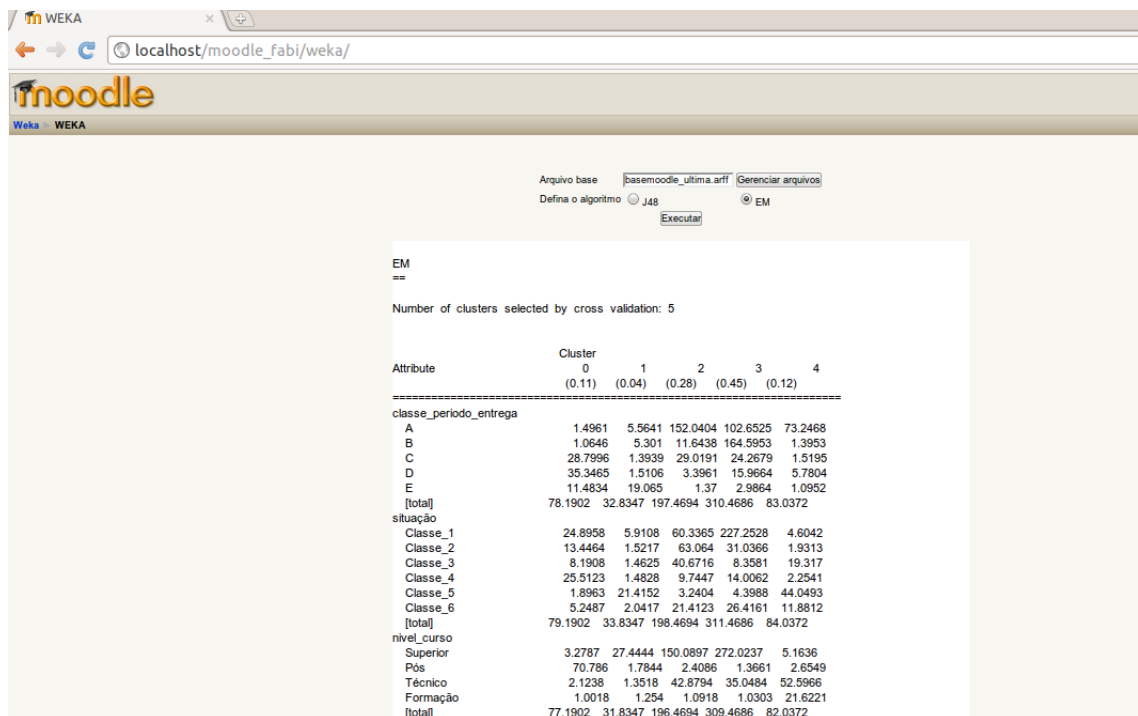 WEKA
localhost/moodle_fabi/weka/
moodle
Weka WEKA
Arquivo base basemoodle_ultima.arff Gerenciar arquivos
Defina o algoritmo J48 EM
Executar
EM
==
Number of clusters selected by cross validation: 5
Cluster
Attribute 0 1 2 3 4
(0.11) (0.04) (0.28) (0.45) (0.12)
======================================================================
classe_periodo_entrega
A 1.4961 5.5641 152.0404 102.6525 73.2468
B 1.0646 5.301 11.6438 164.5953 1.3953
C 28.7996 1.3939 29.0191 24.2679 1.5195
D 35.3465 1.5106 3.3961 15.9664 5.7804
E 11.4834 19.065 1.37 2.9864 1.0952
[total] 78.1902 32.8347 197.4694 310.4686 83.0372
situação
Classe_1 24.8958 5.9108 60.3365 227.2528 4.6042
Classe_2 13.4464 1.5217 63.064 31.0366 1.9313
Classe_3 8.1908 1.4625 40.6716 8.3581 19.317
Classe_4 25.5123 1.4828 9.7447 14.0062 2.2541
Classe_5 1.8963 21.4152 3.2404 4.3988 44.0493
Classe_6 5.2487 2.0417 21.4123 26.4161 11.8812
[total] 79.1902 33.8347 198.4694 311.4686 84.0372
nivel_curso
Superior 3.2787 27.4444 150.0897 272.0237 5.1636
Pós 70.786 1.7844 2.4086 1.3661 2.6549
Técnico 2.1238 1.3518 42.8794 35.0484 52.5966
Formação 1.0018 1.254 1.0918 1.0303 21.6221
[total] 77.1902 31.8347 196.4694 309.4686 82.0372